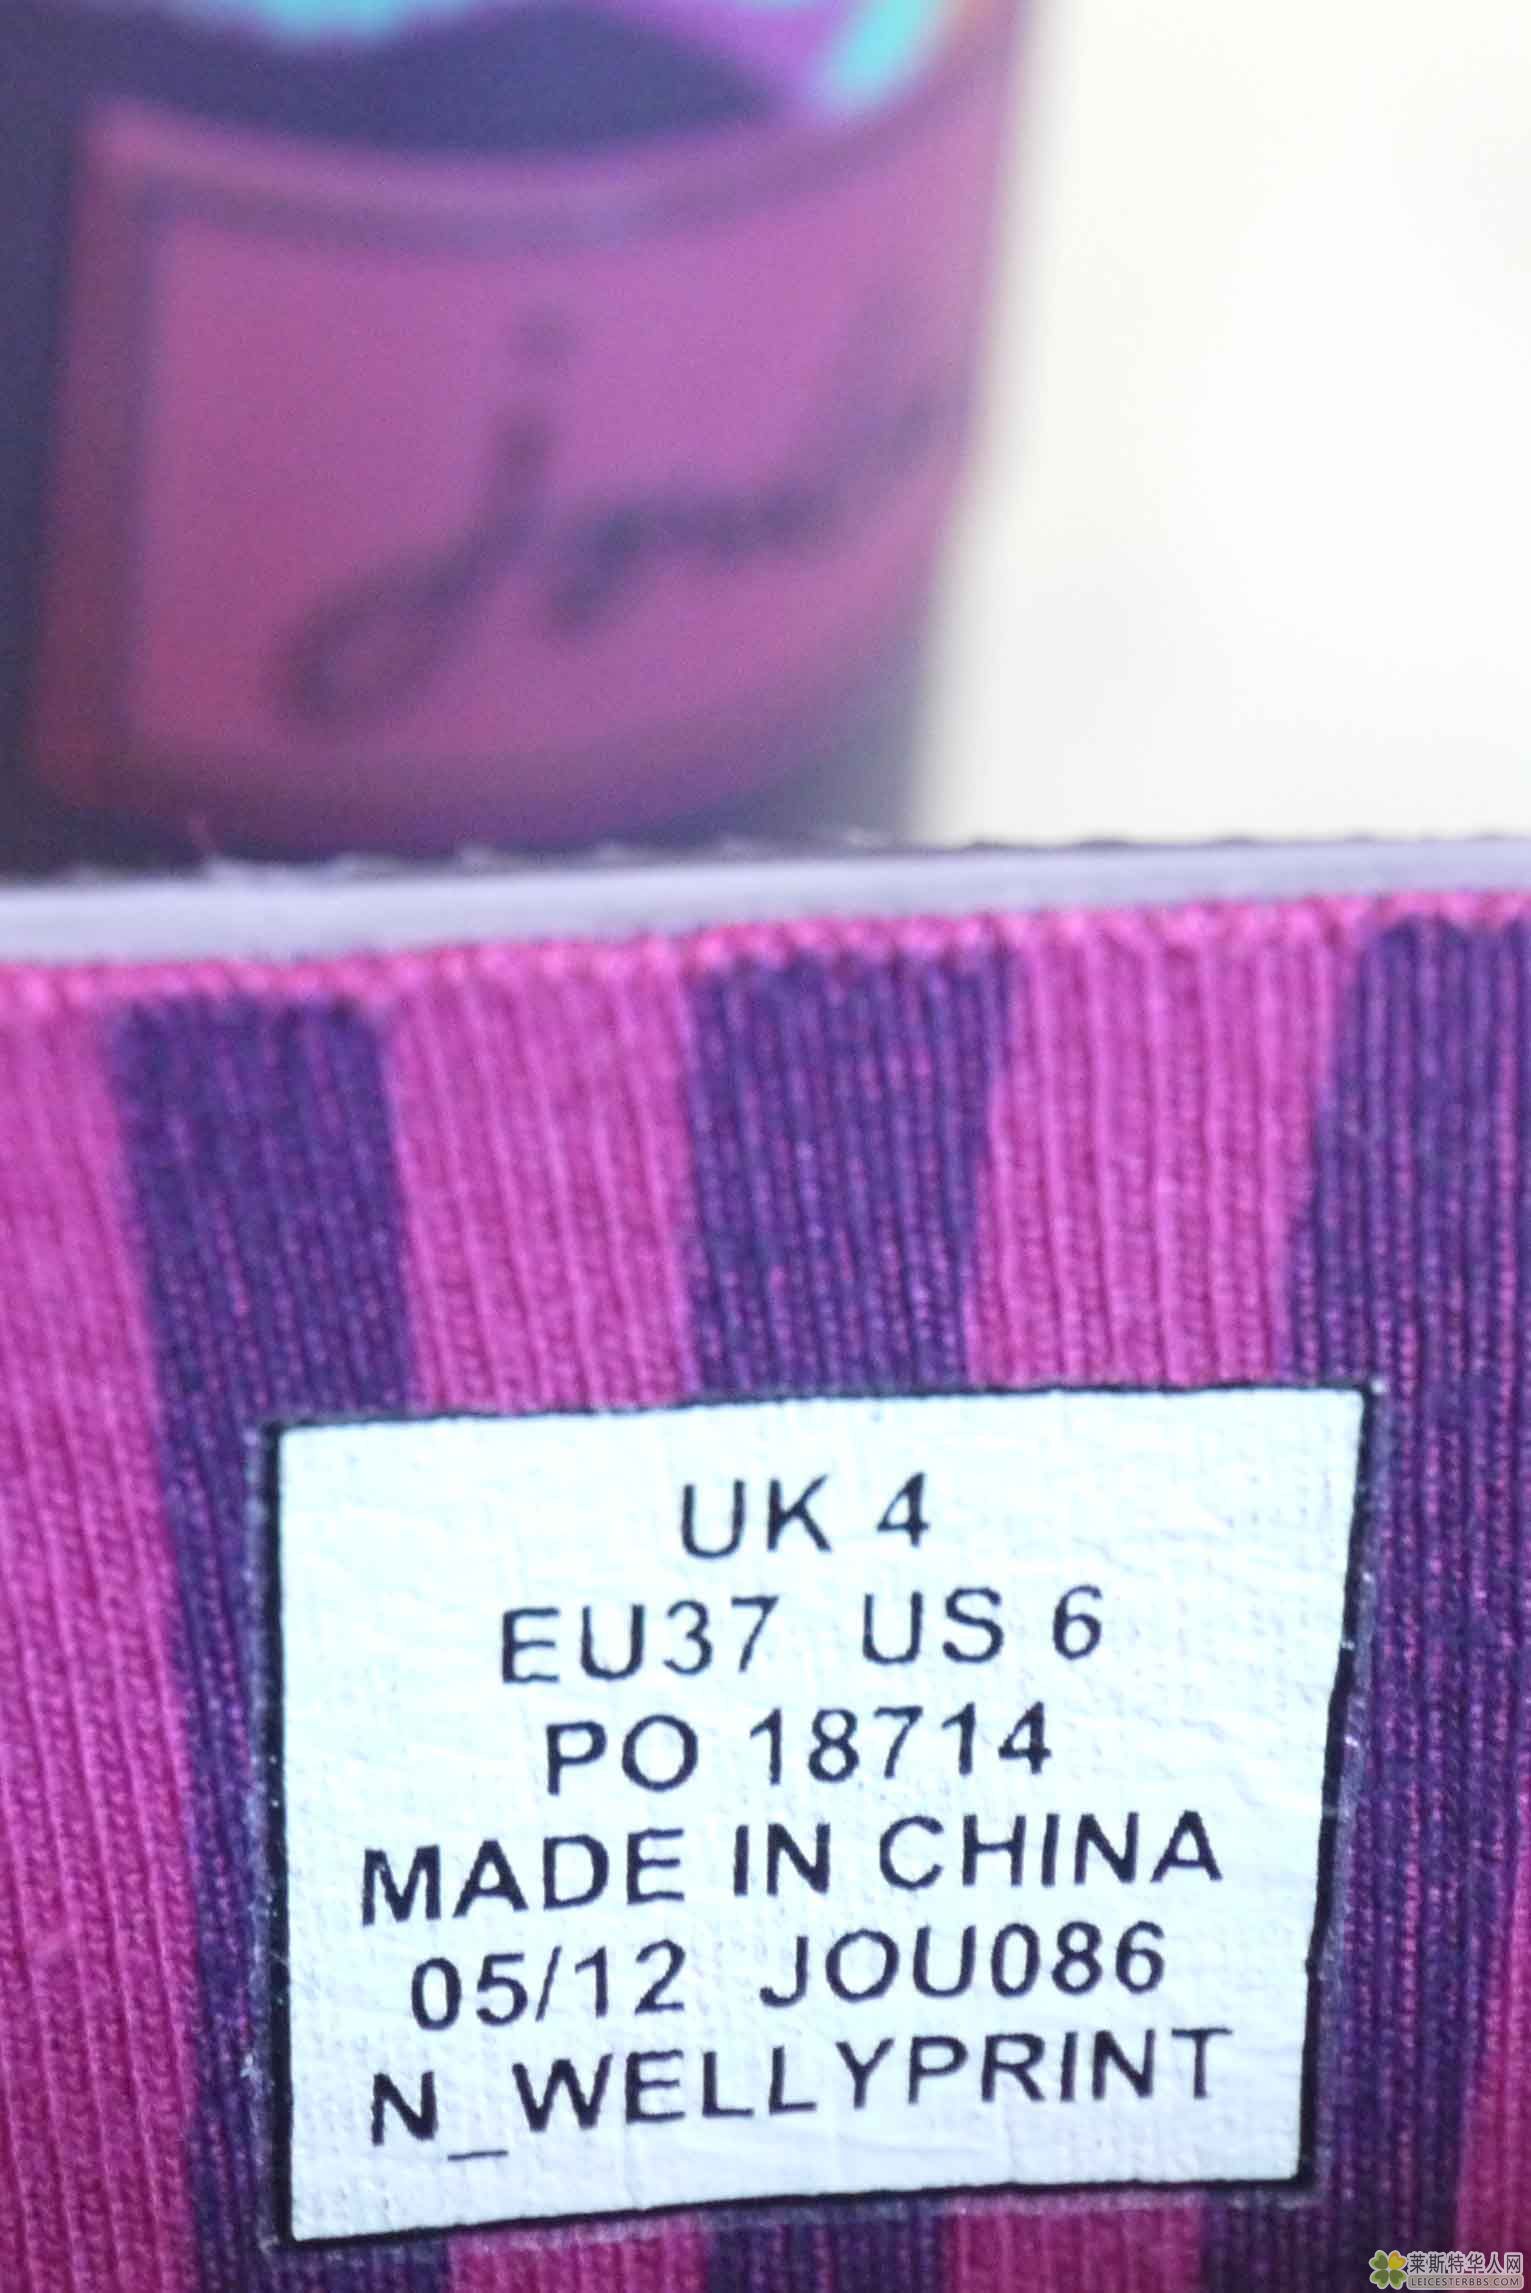 UK 4
EU37 US 6
PO 18714
MADE IN CHINA
05/12 JOU086
N_WELLYPRINT
莱斯特华人网
LEICESTERBBS.COM